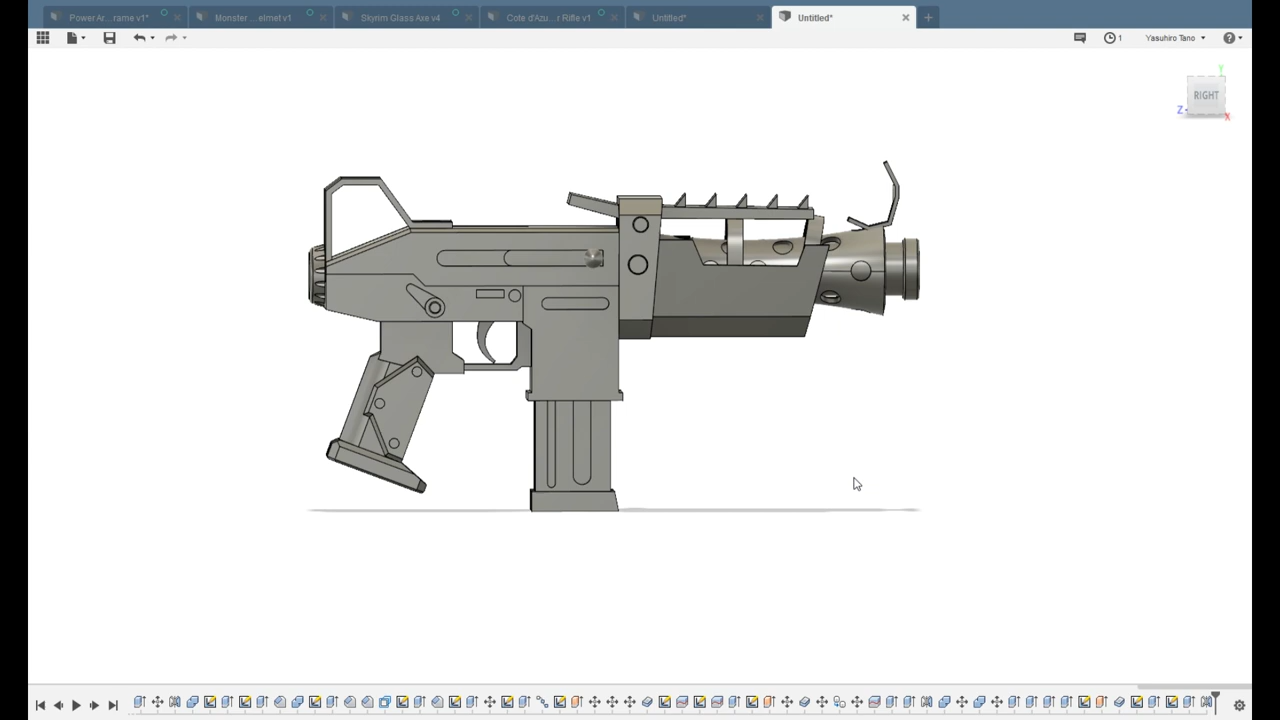 Power Ar...rame v1*
Monster ...elmet v1
Skyrim Glass Axe v4
Cote d'Azu...r Rifle v1
Untitled*
Untitled*
1
Yasuhiro Tano
Y
RIGHT
Z
X